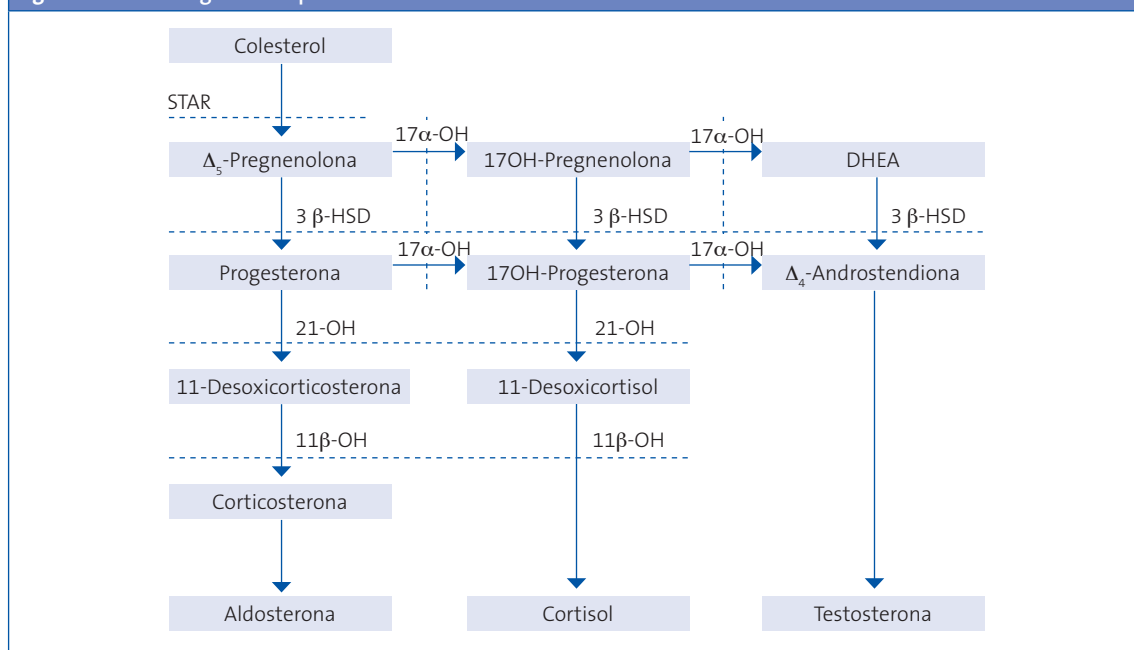 Colesterol
STAR
17α-OH 17α-OH
Δ5-Pregnenolona 17OH-Pregnenolona DHEA
3 β-HSD 3 β-HSD 3 β-HSD
17α-OH 17α-OH
Progesterona 17OH-Progesterona Δ4-Androstendiona
21-OH 21-OH
11-Desoxicorticosterona 11-Desoxicortisol
11β-OH 11β-OH
Corticosterona
Aldosterona Cortisol Testosterona